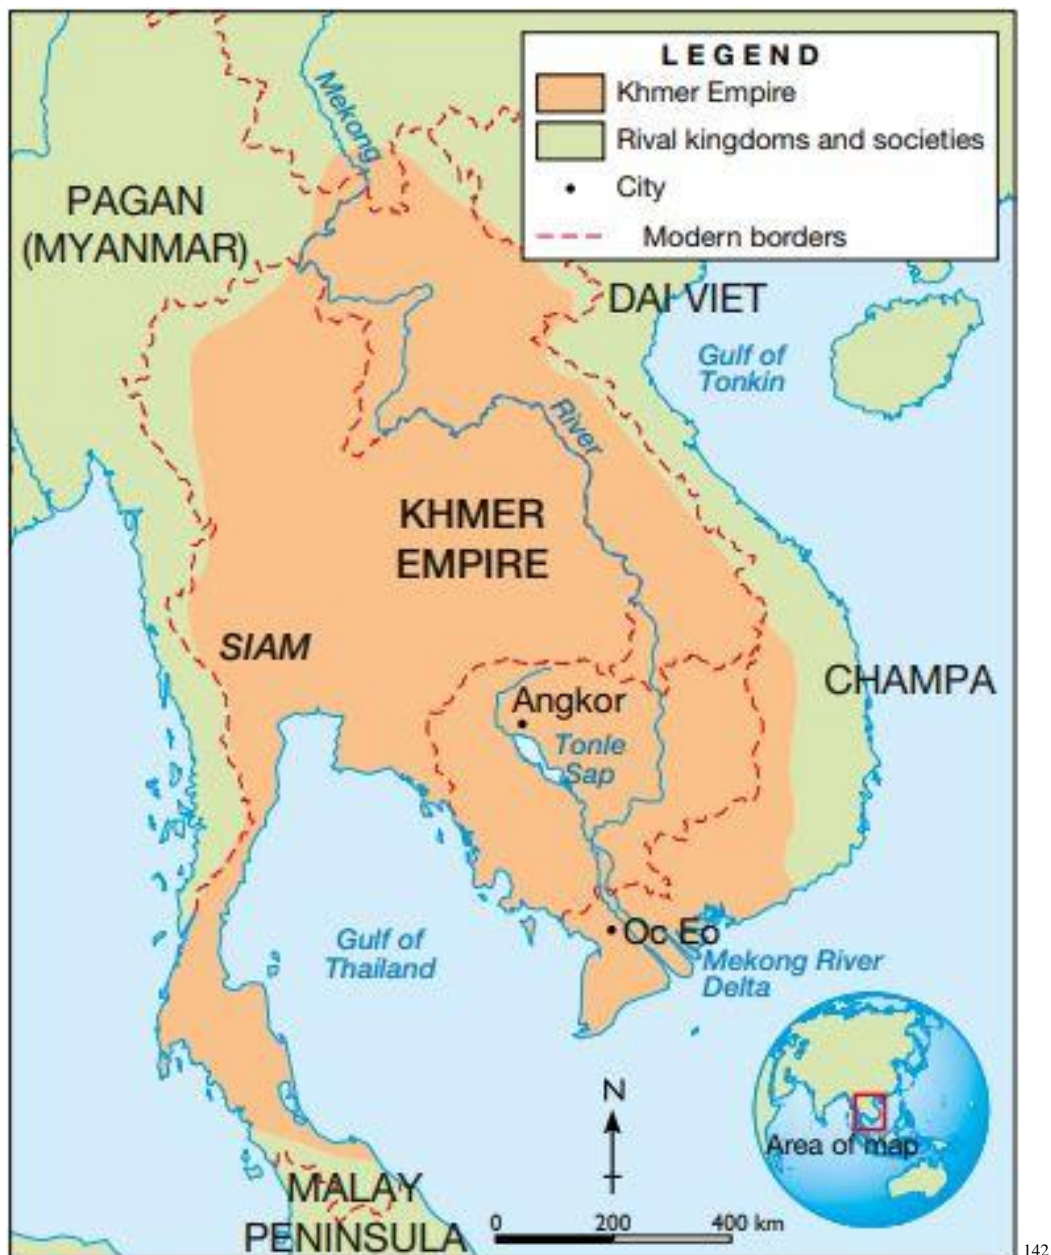 LEGEND
Khmer Empire
Rival kingdoms and societies
City
Modern borders
Mekong
PAGAN
(MYANMAR)
DAI VIET
Gulf of
Tonkin
River
KHMER
EMPIRE
SIAM
CHAMPA
Angkor
Tonle
Sap
Oc Eo
Gulf of
Thailand
Mekong River
Delta
N
Area of map
MALAY
PENINSULA
0 200 400 km
142